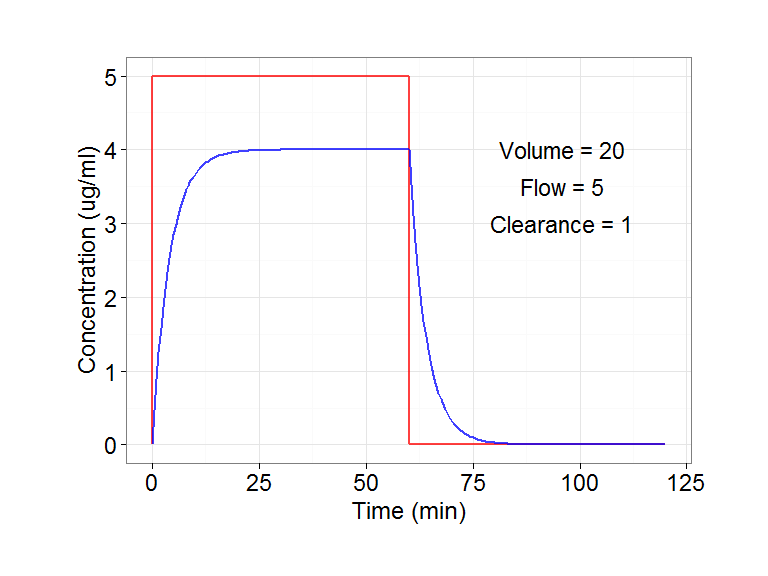 Concentration (ug/ml)
5
4
3
2
1
0
Volume = 20
Flow = 5
Clearance = 1
0 25 50 75 100 125
Time (min)